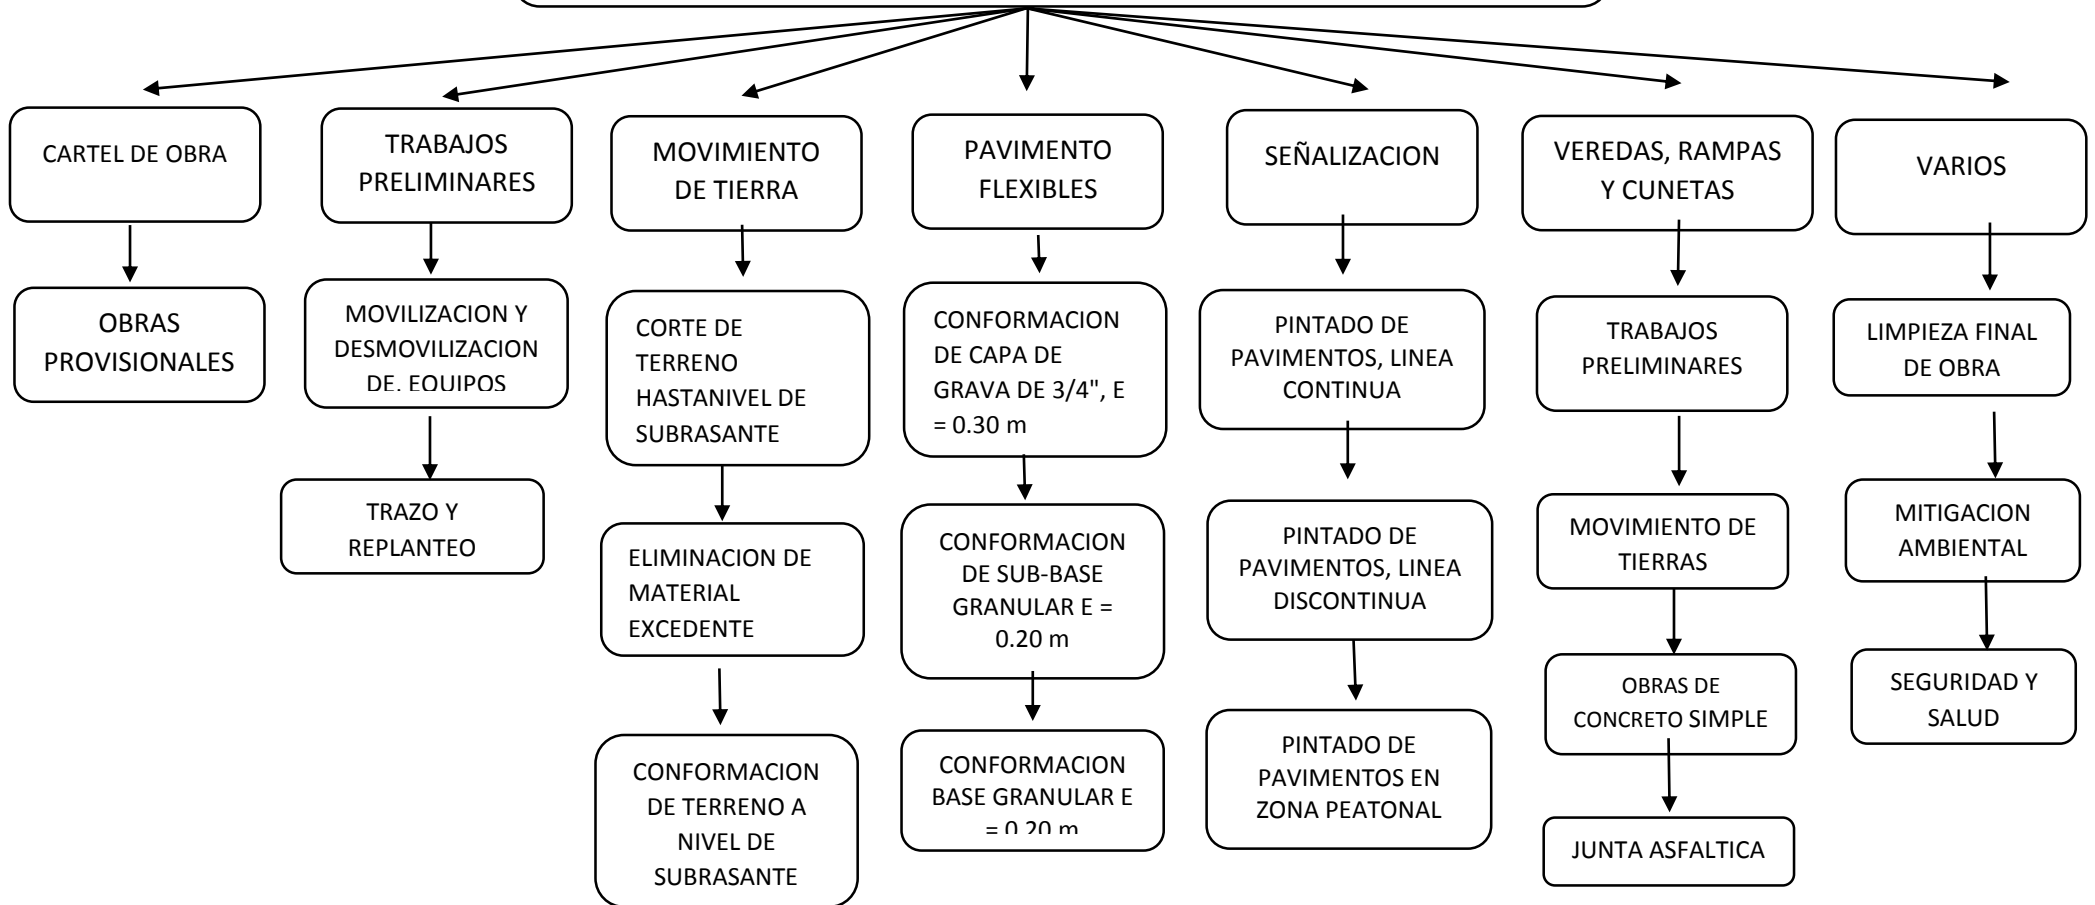 CARTEL DE OBRA
OBRAS
PROVISIONALES
TRABAJOS
PRELIMINARES
MOVILIZACION Y
DESMOVILIZACION
DE. EQUIPOS
TRAZO Y
REPLANTEO
MOVIMIENTO
DE TIERRA
CORTE DE
TERRENO
HASTANIVEL DE
SUBRASANTE
ELIMINACION DE
MATERIAL
EXCEDENTE
CONFORMACION
DE TERRENO A
NIVEL DE
SUBRASANTE
PAVIMENTO
FLEXIBLES
CONFORMACION
DE CAPA DE
GRAVA DE 3/4", E
= 0.30 m
CONFORMACION
DE SUB-BASE
GRANULAR E =
0.20 m
CONFORMACION
BASE GRANULAR E
= 0.20 m
SEÑALIZACION
PINTADO DE
PAVIMENTOS, LINEA
CONTINUA
PINTADO DE
PAVIMENTOS, LINEA
DISCONTINUA
PINTADO DE
PAVIMENTOS EN
ZONA PEATONAL
VEREDAS, RAMPAS
Y CUNETAS
TRABAJOS
PRELIMINARES
MOVIMIENTO DE
TIERRAS
OBRAS DE
CONCRETO SIMPLE
JUNTA ASFALTICA
VARIOS
LIMPIEZA FINAL
DE OBRA
MITIGACION
AMBIENTAL
SEGURIDAD Y
SALUD